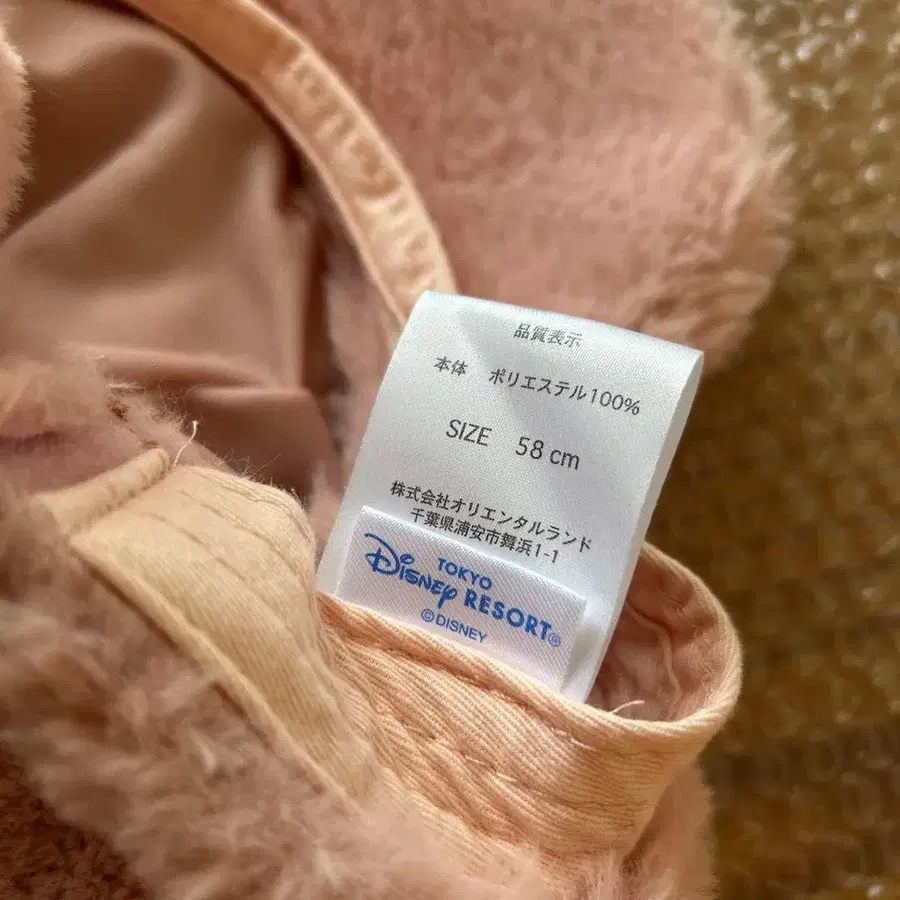 品質表示
本体 ポリエステル100%
SIZE 58 cm
株式会社オリエンタルランド
千葉県浦安市舞浜1-1
TOKYO
Disney RESORT®
©DISNEY